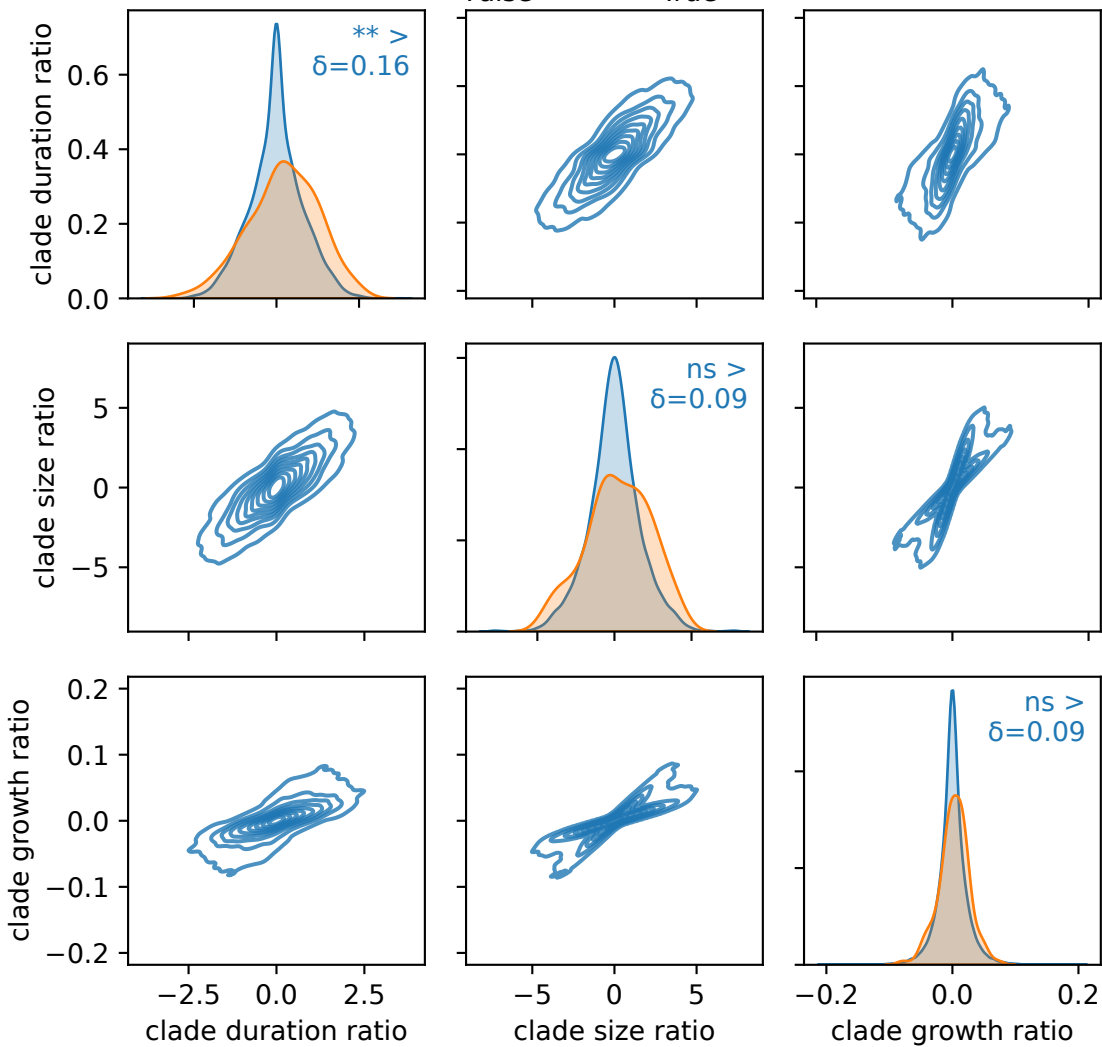 clade duration ratio
0.6
0.4
0.2
0.0
** >
δ=0.16
clade size ratio
5
0
−5
ns >
δ=0.09
clade growth ratio
0.2
0.1
0.0
−0.1
−0.2
ns >
δ=0.09
−2.5 0.0 2.5
−5 0 5
−0.2 0.0 0.2
clade duration ratio
clade size ratio
clade growth ratio